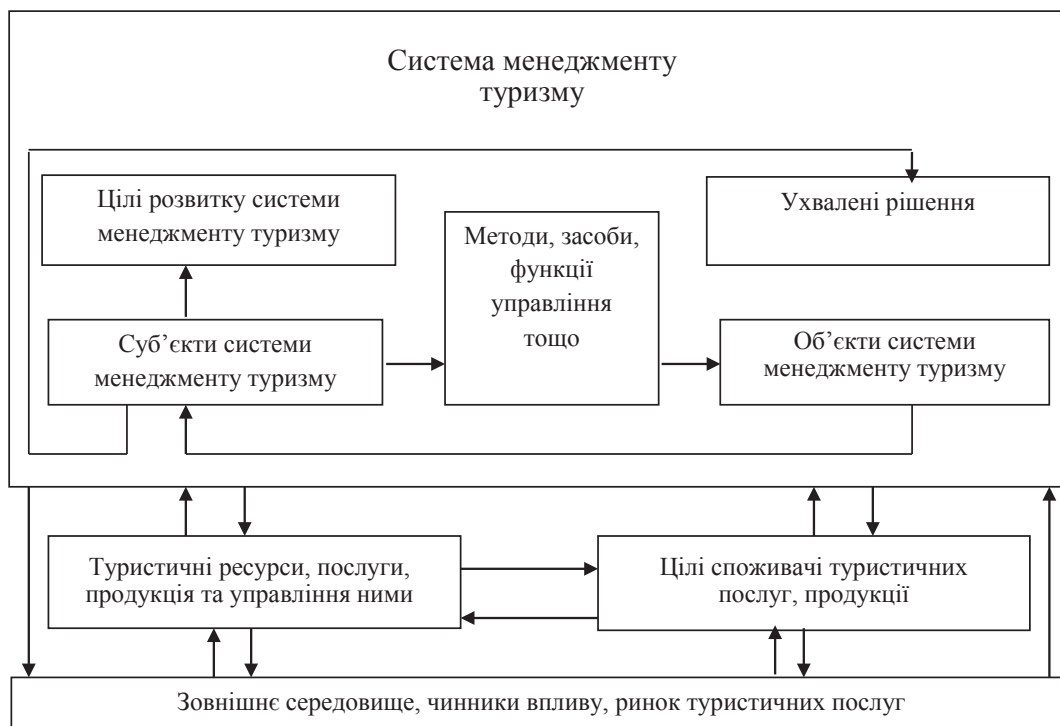 Система менеджменту
туризму
Цілі розвитку системи
менеджменту туризму
Методи, засоби,
функції
управління
тощо
Ухвалені рішення
Суб’єкти системи
менеджменту туризму
Об’єкти системи
менеджменту туризму
Туристичні ресурси, послуги,
продукція та управління ними
Цілі споживачі туристичних
послуг, продукції
Зовнішнє середовище, чинники впливу, ринок туристичних послуг